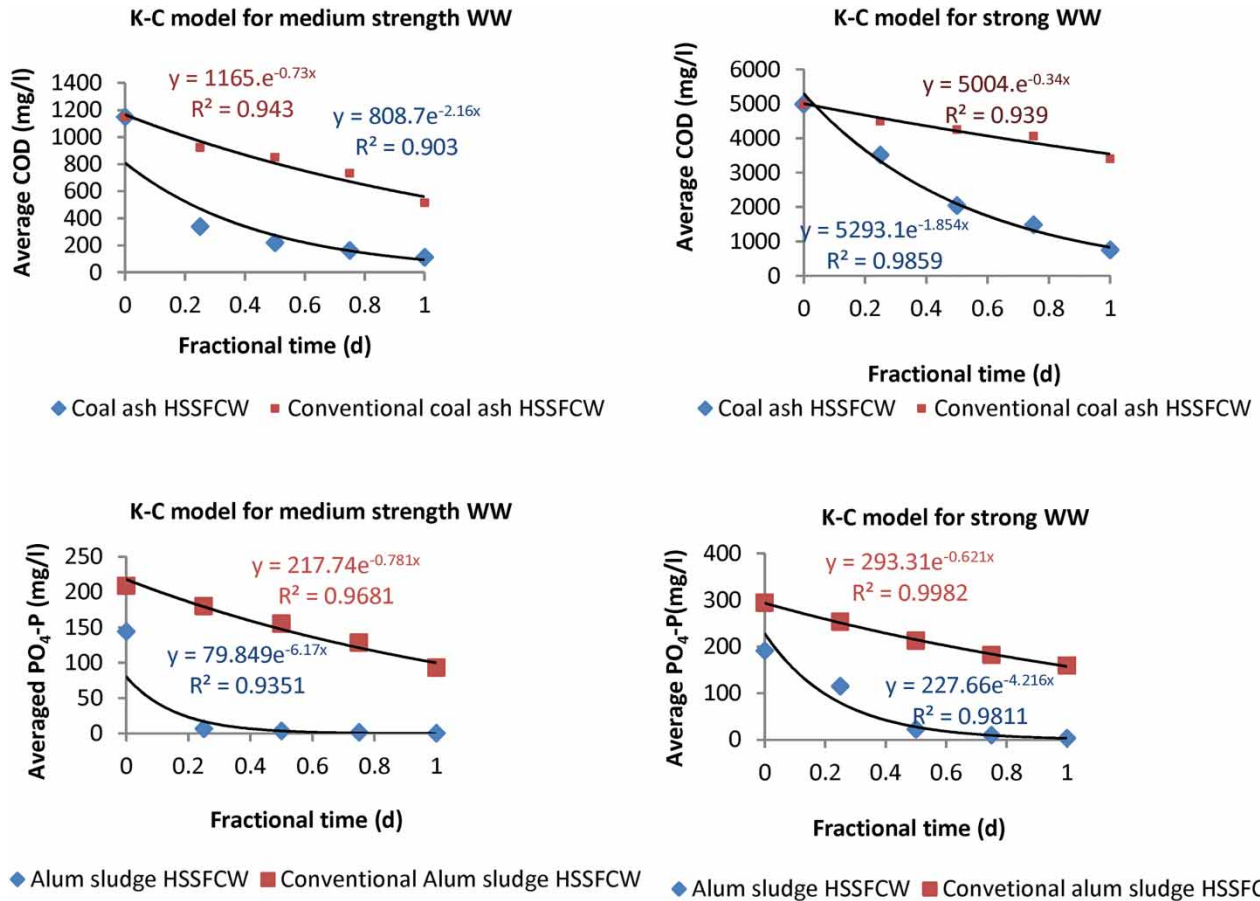 K-C model for medium strength WW
Average COD (mg/l)
1400
1200
1000
800
600
400
200
0
y = 1165.e-0.73x
R² = 0.943
y = 808.7e-2.16x
R² = 0.903
0 0.2 0.4 0.6 0.8 1
Fractional time (d)
Coal ash HSSFCW Conventional coal ash HSSFCW
K-C model for strong WW
Average COD (mg/l)
6000
5000
4000
3000
2000
1000
0
y = 5004.e-0.34x
R² = 0.939
y = 5293.1e-1.854x
R² = 0.9859
0 0.2 0.4 0.6 0.8 1
Fractional time (d)
Coal ash HSSFCW Conventional coal ash HSSFCW
K-C model for medium strength WW
Averaged PO4-P (mg/l)
250
200
150
100
50
0
y = 217.74e-0.781x
R² = 0.9681
y = 79.849e-6.17x
R² = 0.9351
0 0.2 0.4 0.6 0.8 1
Fractional time (d)
Alum sludge HSSFCW Conventional Alum sludge HSSFCW
K-C model for strong WW
Average PO4-P(mg/l)
400
300
200
100
0
y = 293.31e-0.621x
R² = 0.9982
y = 227.66e-4.216x
R² = 0.9811
0 0.2 0.4 0.6 0.8 1
Fractional time (d)
Alum sludge HSSFCW Convetional alum sludge HSSF